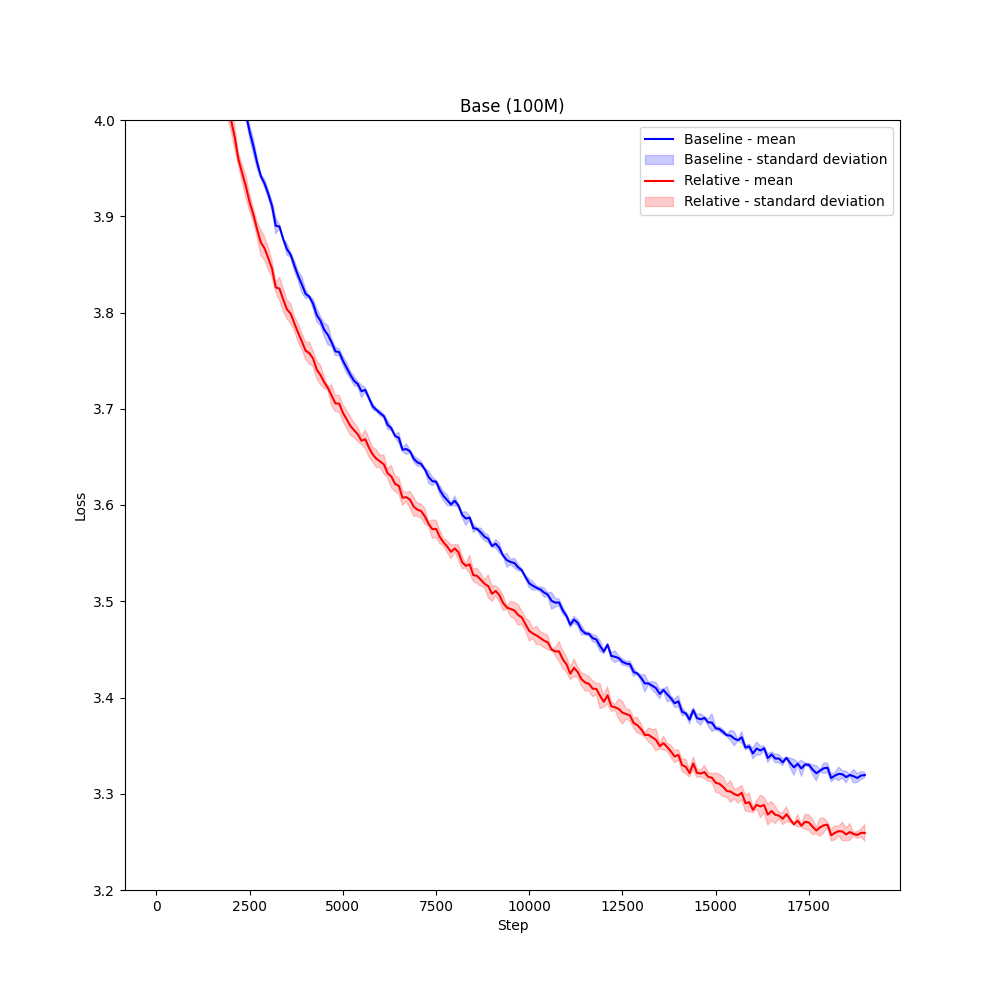 Base (100M)
4.0
3.9
3.8
3.7
3.6
3.5
3.4
3.3
3.2
Loss
Baseline - mean
Baseline - standard deviation
Relative - mean
Relative - standard deviation
0 2500 5000 7500 10000 12500 15000 17500
Step